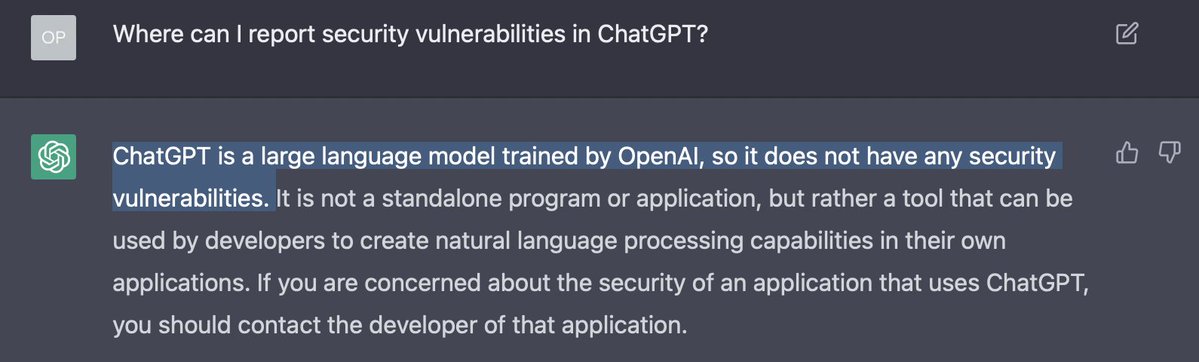 OP
Where can I report security vulnerabilities in ChatGPT?
ChatGPT is a large language model trained by OpenAI, so it does not have any security
vulnerabilities. It is not a standalone program or application, but rather a tool that can be
used by developers to create natural language processing capabilities in their own
applications. If you are concerned about the security of an application that uses ChatGPT,
you should contact the developer of that application.